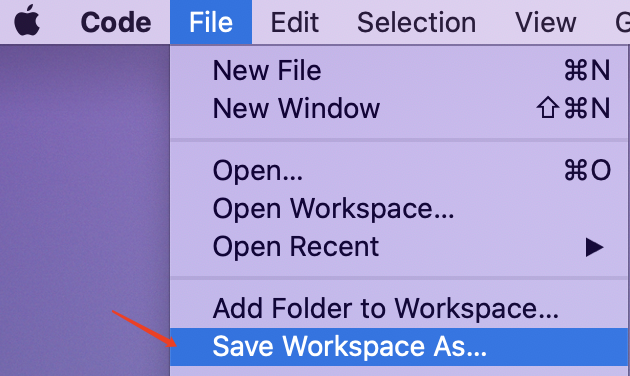 Code File Edit Selection View G
New File ⌘N
New Window ⇧⌘N
Open... ⌘O
Open Workspace...
Open Recent ▶
Add Folder to Workspace...
Save Workspace As...